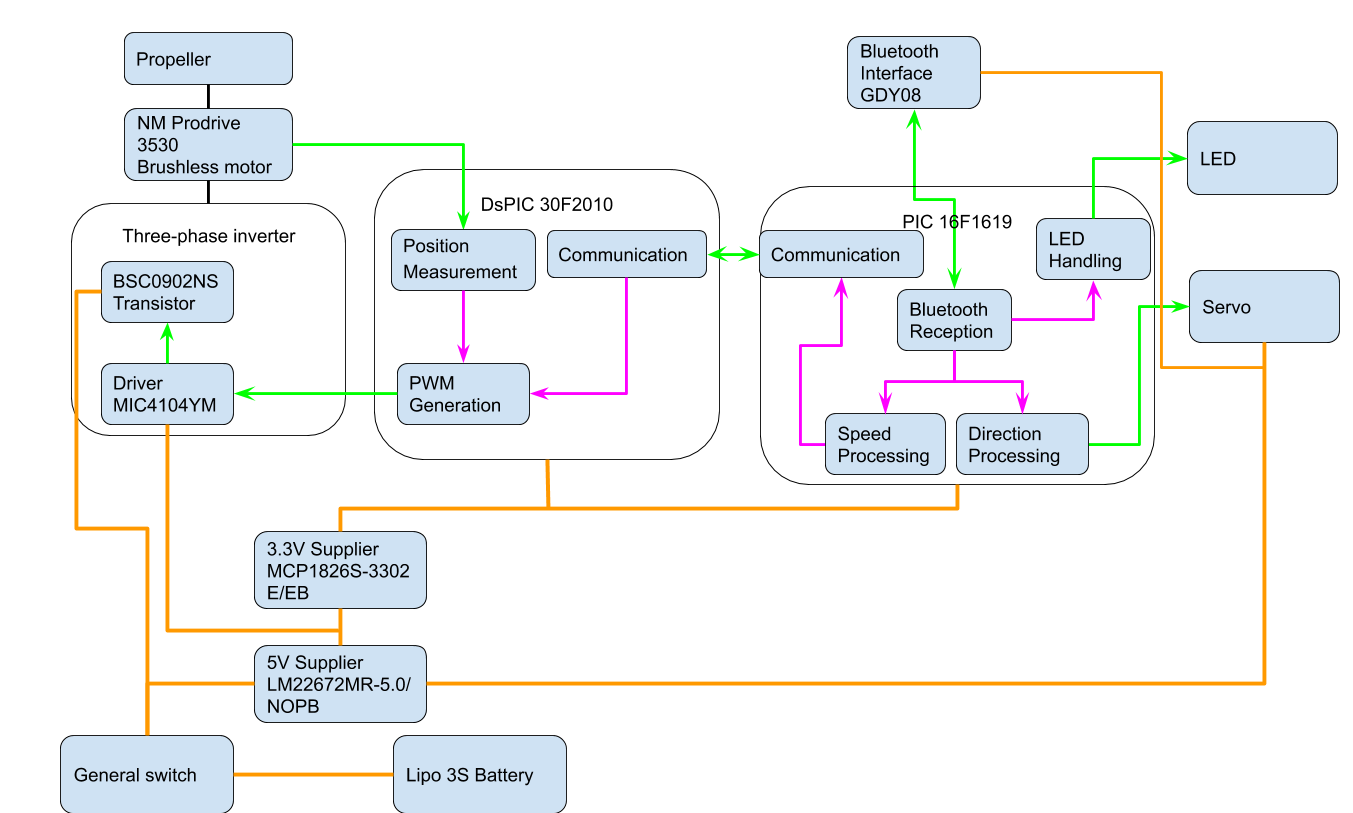 Propeller
NM Prodrive
3530
Brushless motor
Three-phase inverter
BSC0902NS
Transistor
Driver
MIC4104YM
DsPIC 30F2010
Position
Measurement
Communication
PWM
Generation
Bluetooth
Interface
GDY08
PIC 16F1619
Communication
LED
Handling
Bluetooth
Reception
Speed
Processing
Direction
Processing
LED
Servo
3.3V Supplier
MCP1826S-3302
E/EB
5V Supplier
LM22672MR-5.0/
NOPB
General switch
Lipo 3S Battery